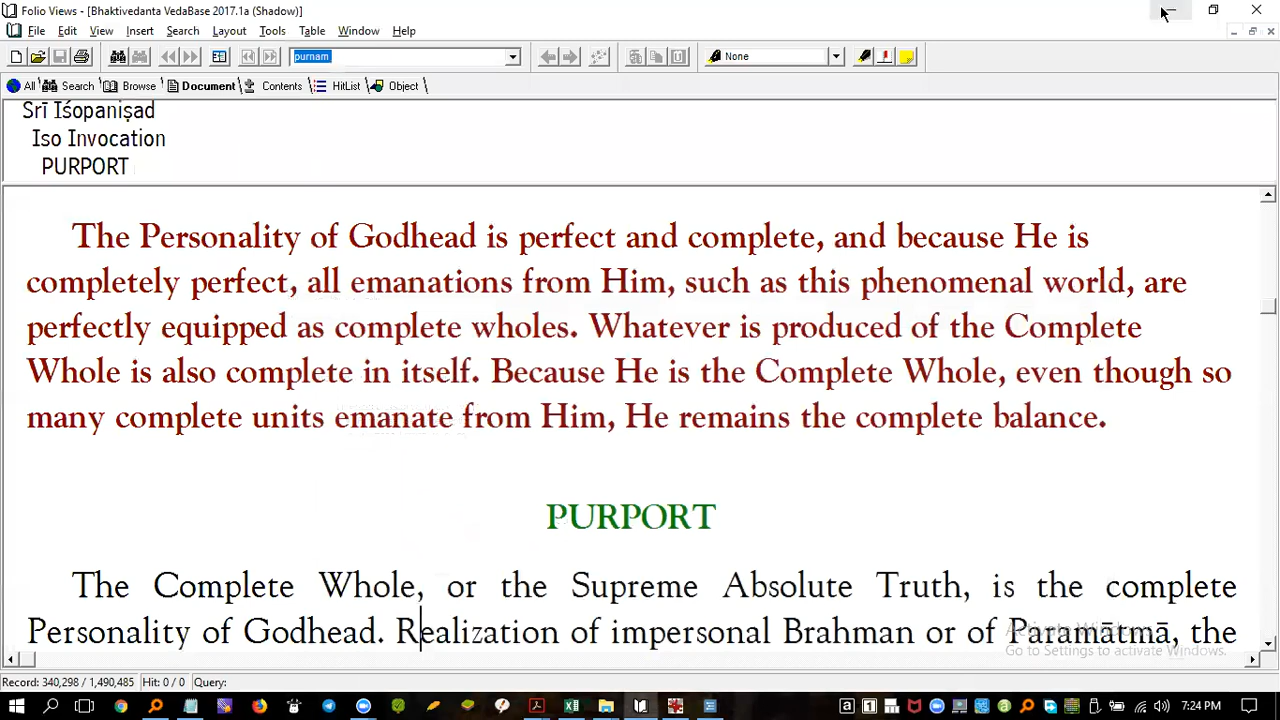 Folio Views - [Bhaktivedanta VedaBase 2017.1a (Shadow)]
File Edit View Insert Search Layout Tools Table Window Help
purnam None
All Search Browse Document Contents HitList Object
Srī Iśopaniṣad
Iso Invocation
PURPORT
The Personality of Godhead is perfect and complete, and because He is
completely perfect, all emanations from Him, such as this phenomenal world, are
perfectly equipped as complete wholes. Whatever is produced of the Complete
Whole is also complete in itself. Because He is the Complete Whole, even though so
many complete units emanate from Him, He remains the complete balance.
PURPORT
The Complete Whole, or the Supreme Absolute Truth, is the complete
Personality of Godhead. Realization of impersonal Brahman or of Paramātmā, the
Activate Windows
Go to Settings to activate Windows.
Record: 340,298 / 1,490,485 Hit: 0 / 0 Query:
7:24 PM